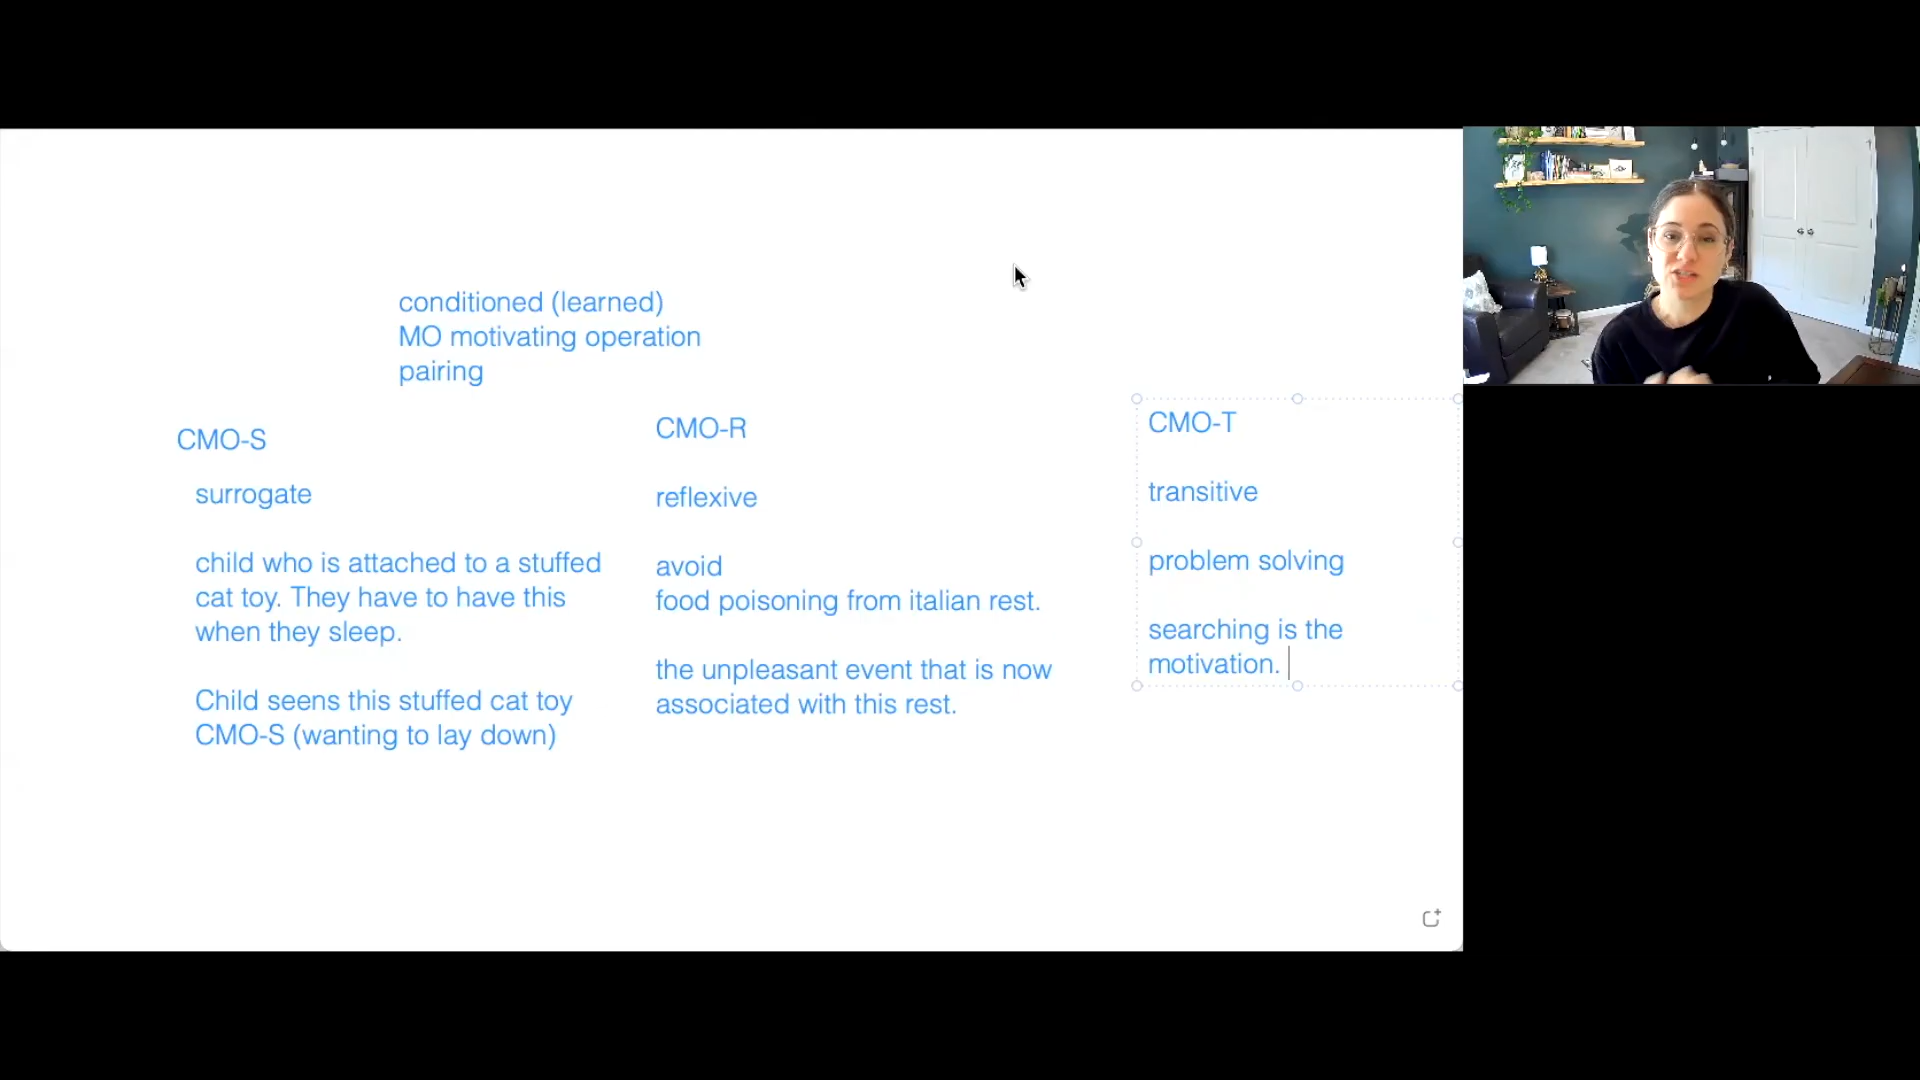 conditioned (learned)
MO motivating operation
pairing
CMO-S
surrogate
child who is attached to a stuffed
cat toy. They have to have this
when they sleep.
Child seens this stuffed cat toy
CMO-S (wanting to lay down)
CMO-R
reflexive
avoid
food poisoning from italian rest.
the unpleasant event that is now
associated with this rest.
CMO-T
transitive
problem solving
searching is the
motivation.